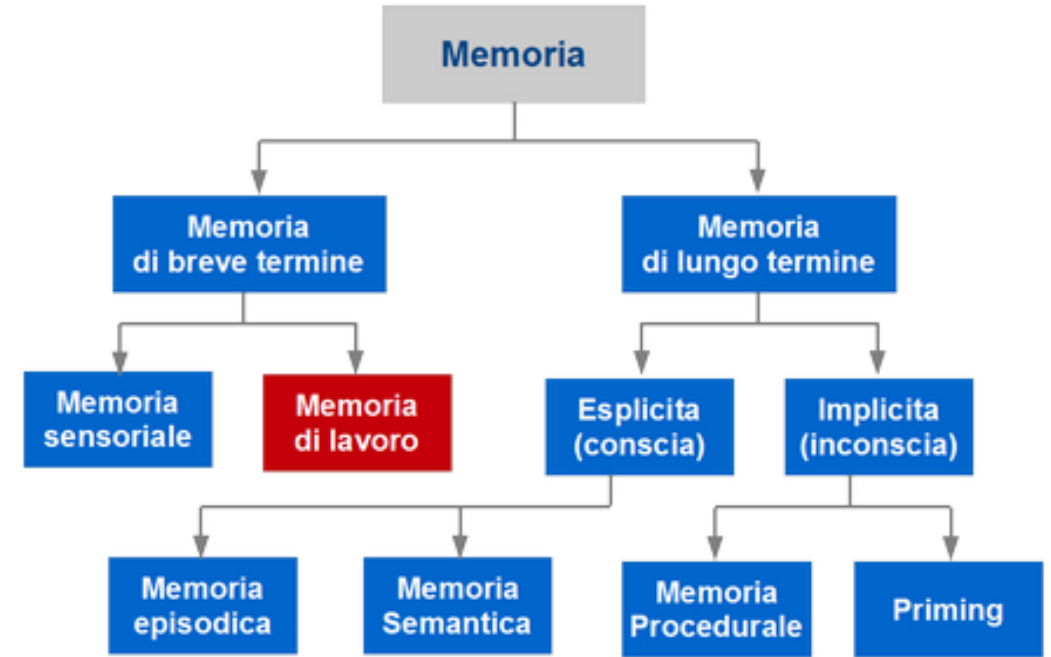 Memoria
Memoria
di breve termine
Memoria
di lungo termine
Memoria
sensoriale
Memoria
di lavoro
Esplicita
(conscia)
Implicita
(inconscia)
Memoria
episodica
Memoria
Semantica
Memoria
Procedurale
Priming